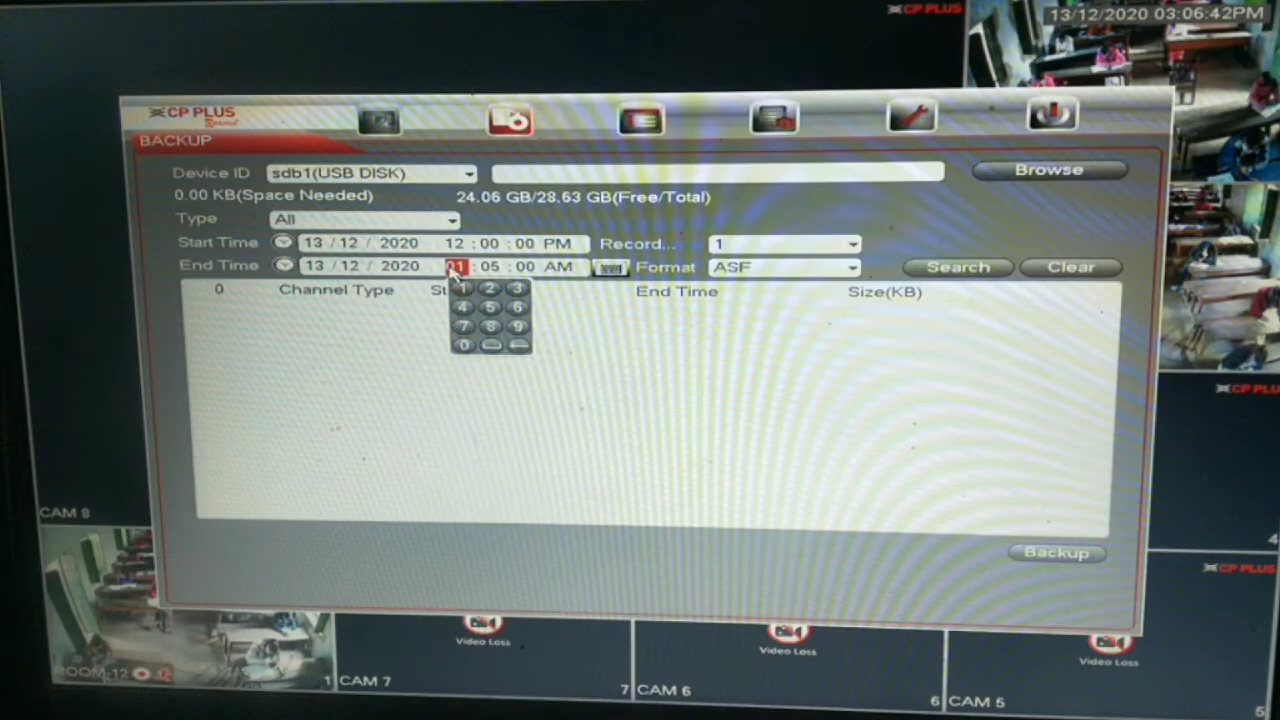 CP PLUS
13/12/2020 03:06:42PM
CP PLUS
BACKUP
Device ID sdb1(USB DISK) Browse
0.00 KB(Space Needed) 24.06 GB/28.63 GB(Free/Total)
Type All
Start Time 13 / 12 / 2020 12 : 00 : 00 PM Record... 1
End Time 13 / 12 / 2020 01 : 05 : 00 AM Format ASF Search Clear
0 Channel Type St End Time Size(KB)
1 2 3
4 5 6
7 8 9
0
CP PLU
CAM 8
4
Backup
CP PLUS
Video Loss
Video Loss
Video Loss
ROOM-12
1 CAM 7
7 CAM 6
6 CAM 5
5